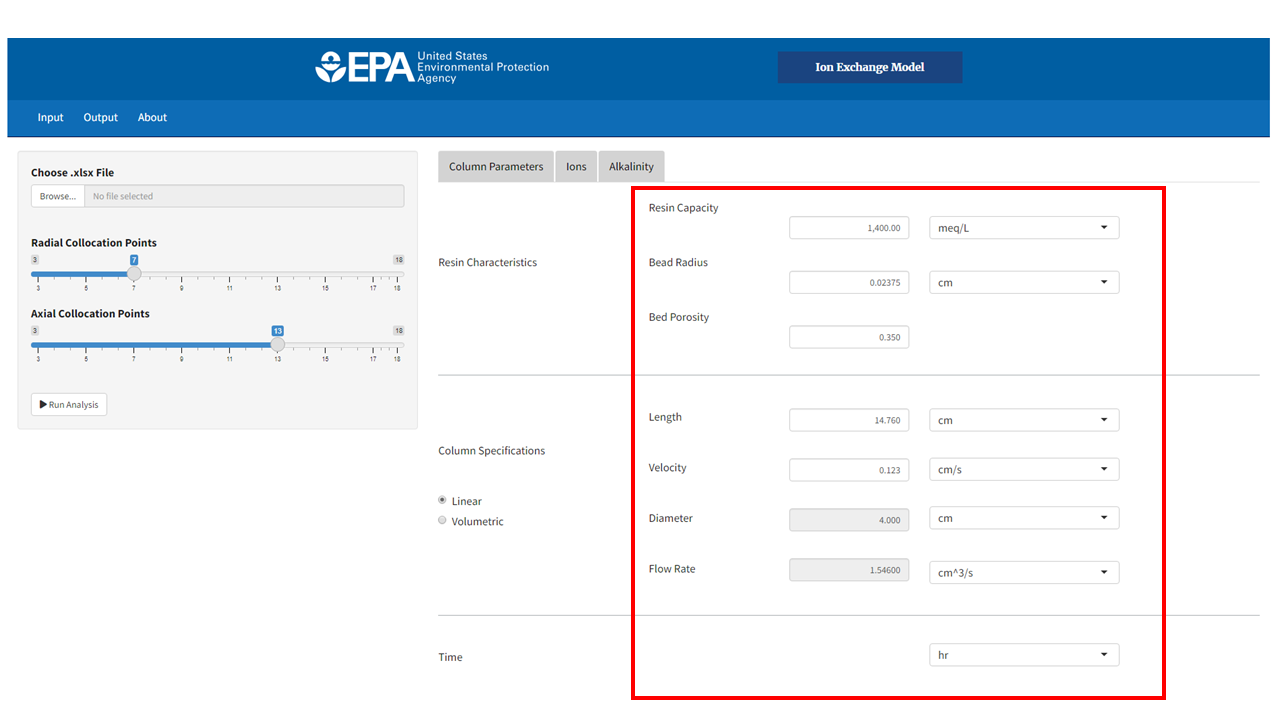 EPA
United States
Environmental Protection
Agency
Ion Exchange Model
Input Output About
Choose .xlsx File
Browse... No file selected
Radial Collocation Points
3 7 18
3 5 7 9 11 13 15 17 18
Axial Collocation Points
3 13 18
3 5 7 9 11 13 15 17 18
Run Analysis
Column Parameters Ions Alkalinity
Resin Characteristics
Resin Capacity
1,400.00 meq/L
Bead Radius
0.02375 cm
Bed Porosity
0.350
Column Specifications
Linear
Volumetric
Length
14.760 cm
Velocity
0.123 cm/s
Diameter
4.000 cm
Flow Rate
1.54600 cm^3/s
Time
hr